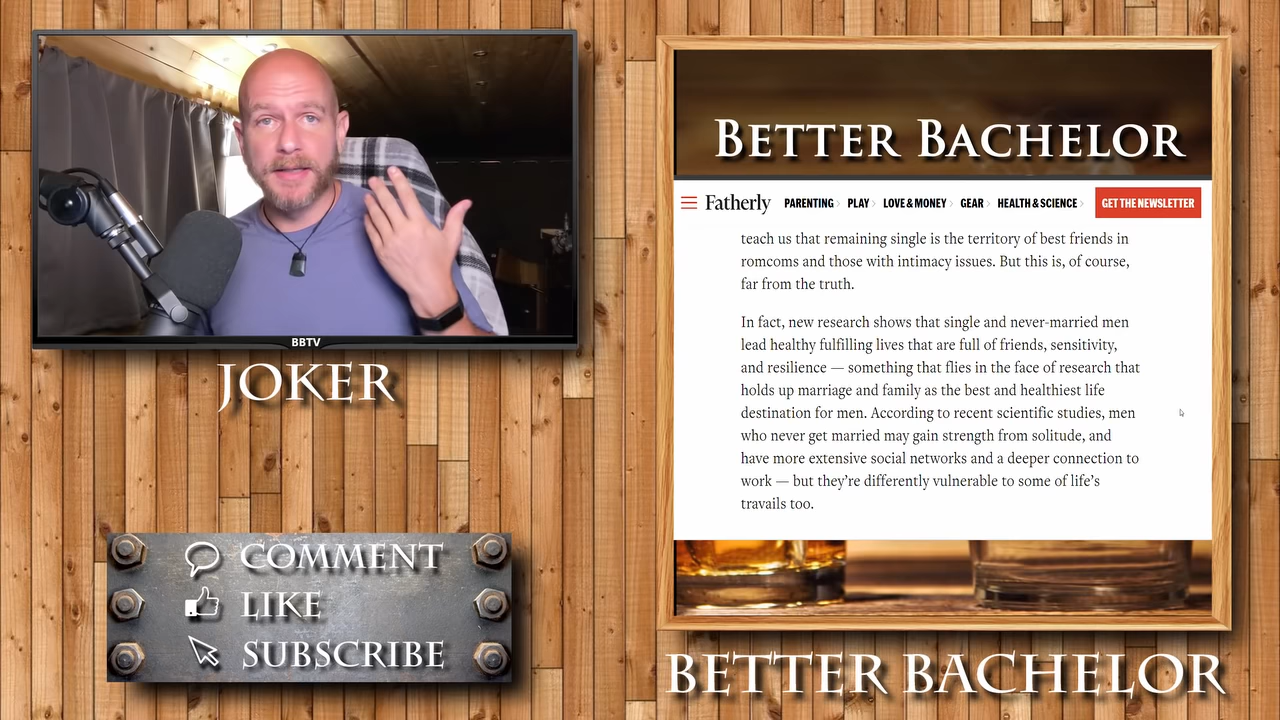 BBTV
JOKER
COMMENT
LIKE
SUBSCRIBE
BETTER BACHELOR
Fatherly PARENTING PLAY LOVE & MONEY GEAR HEALTH & SCIENCE GET THE NEWSLETTER
teach us that remaining single is the territory of best friends in
romcoms and those with intimacy issues. But this is, of course,
far from the truth.
In fact, new research shows that single and never-married men
lead healthy fulfilling lives that are full of friends, sensitivity,
and resilience — something that flies in the face of research that
holds up marriage and family as the best and healthiest life
destination for men. According to recent scientific studies, men
who never get married may gain strength from solitude, and
have more extensive social networks and a deeper connection to
work — but they’re differently vulnerable to some of life’s
travails too.
BETTER BACHELOR